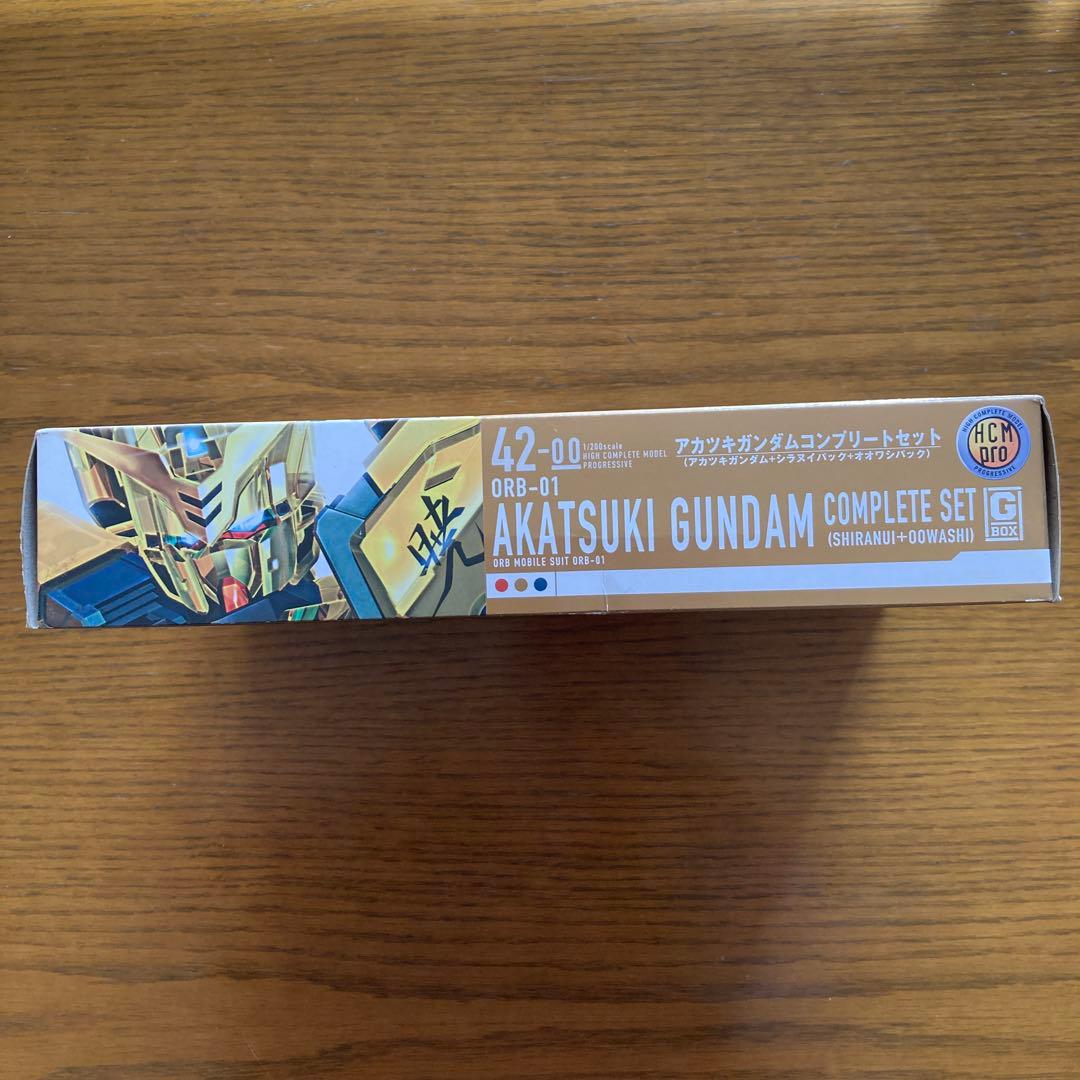 暁
42-00
1/200scale
HIGH COMPLETE MODEL
PROGRESSIVE
アカツキガンダムコンプリートセット
(アカツキガンダム+シラヌイパック+オオワシパック)
ORB-01
AKATSUKI GUNDAM COMPLETE SET
(SHIRANUI+OOWASHI)
ORB MOBILE SUIT ORB-01
HIGH COMPLETE MODEL
HCM
pro
PROGRESSIVE
G
BOX